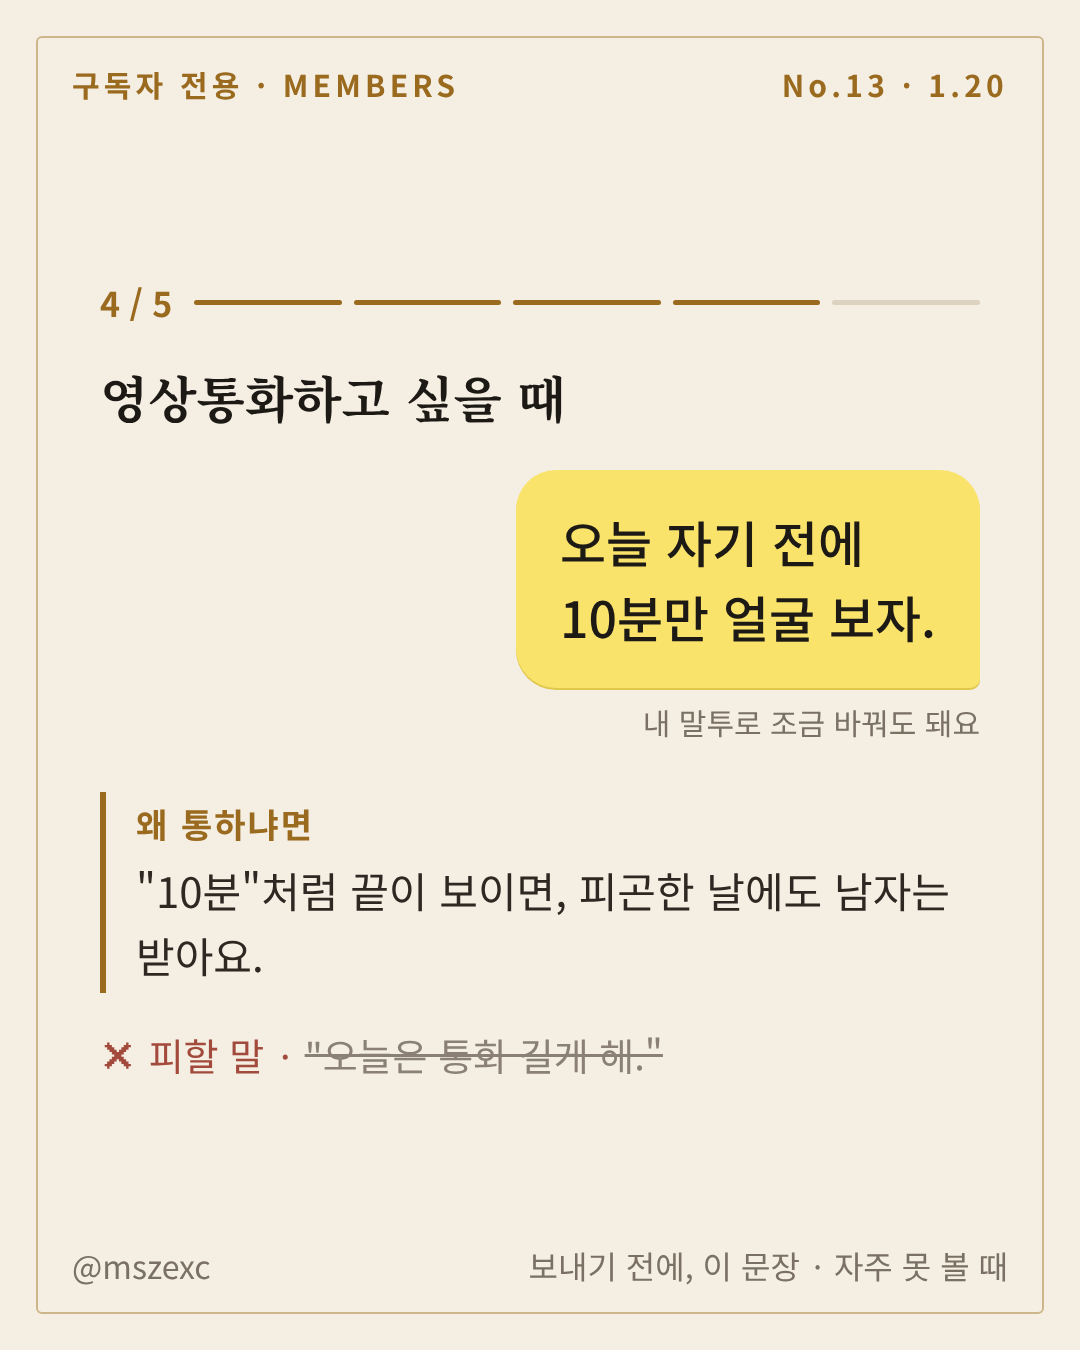 구독자 전용 · MEMBERS
No.13 · 1.20
4 / 5
영상통화하고 싶을 때
오늘 자기 전에
10분만 얼굴 보자.
내 말투로 조금 바꿔도 돼요
왜 통하냐면
"10분"처럼 끝이 보이면, 피곤한 날에도 남자는
받아요.
✕ 피할 말 · "오늘은 통화 길게 해."
@mszexc
보내기 전에, 이 문장 · 자주 못 볼 때